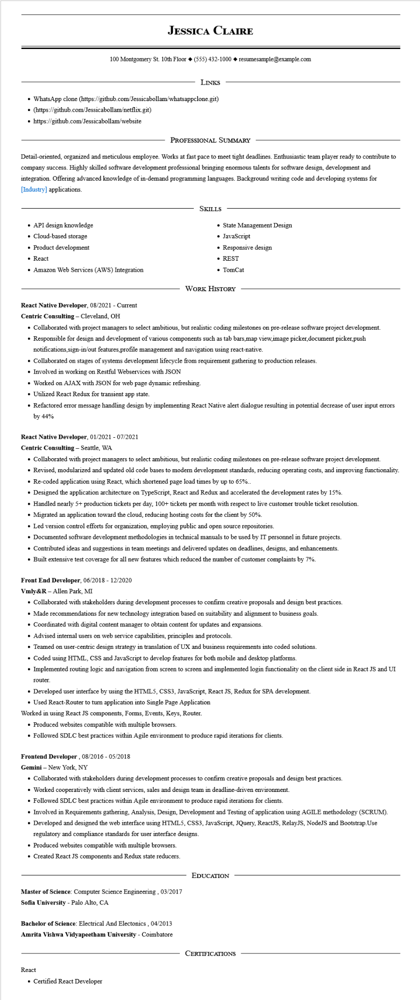 Jessica Claire
100 Montgomery St. 10th Floor ◆ (555) 432-1000 ◆ resumesample@example.com
Links
• WhatsApp clone (https://github.com/Jessicabollam/whatsappclone.git)
• (https://github.com/Jessicabollam/netflix.git)
• https://github.com/Jessicabollam/website
Professional Summary
Detail-oriented, organized and meticulous employee. Works at fast pace to meet tight deadlines. Enthusiastic team player ready to contribute to
company success. Highly skilled software development professional bringing enormous talents for software design, development and
integration. Offering advanced knowledge of in-demand programming languages. Background writing code and developing systems for
[Industry] applications.
Skills
• API design knowledge
• Cloud-based storage
• Product development
• React
• Amazon Web Services (AWS) Integration
• State Management Design
• JavaScript
• Responsive design
• REST
• TomCat
Work History
React Native Developer, 08/2021 - Current
Centric Consulting – Cleveland, OH
• Collaborated with project managers to select ambitious, but realistic coding milestones on pre-release software project development.
• Responsible for design and development of various components such as tab bars,map view,image picker,document picker,push
notifications,sign-in/out features,profile management and navigation using react-native.
• Collaborated on stages of systems development lifecycle from requirement gathering to production releases.
• Involved in working on Restful Webservices with JSON
• Worked on AJAX with JSON for web page dynamic refreshing.
• Utilized React Redux for transient app state.
• Refactored error message handling design by implementing React Native alert dialogue resulting in potential decrease of user input errors
by 44%
React Native Developer, 01/2021 - 07/2021
Centric Consulting – Seattle, WA
• Collaborated with project managers to select ambitious, but realistic coding milestones on pre-release software project development.
• Revised, modularized and updated old code bases to modern development standards, reducing operating costs, and improving functionality.
• Re-coded application using React, which shortened page load times by up to 65%..
• Designed the application architecture on TypeScript, React and Redux and accelerated the development rates by 15%.
• Handled nearly 5+ production tickets per day, 100+ tickets per month with respect to live customer trouble ticket resolution.
• Migrated an application toward the cloud, reducing hosting costs for the client by 50%.
• Led version control efforts for organization, employing public and open source repositories.
• Documented software development methodologies in technical manuals to be used by IT personnel in future projects.
• Contributed ideas and suggestions in team meetings and delivered updates on deadlines, designs, and enhancements.
• Built extensive test coverage for all new features which reduced the number of customer complaints by 7%.
Front End Developer, 06/2018 - 12/2020
Vmly&R – Allen Park, MI
• Collaborated with stakeholders during development processes to confirm creative proposals and design best practices.
• Made recommendations for new technology integration based on suitability and alignment to business goals.
• Coordinated with digital content manager to obtain content for updates and expansions.
• Advised internal users on web service capabilities, principles and protocols.
• Teamed on user-centric design strategy in translation of UX and business requirements into coded solutions.
• Coded using HTML, CSS and JavaScript to develop features for both mobile and desktop platforms.
• Implemented routing logic and navigation from screen to screen and implemented login functionality on the client side in React JS and UI
router.
• Developed user interface by using the HTML5, CSS3, JavaScript, React JS, Redux for SPA development.
• Used React-Router to turn application into Single Page Application
Worked in using React JS components, Forms, Events, Keys, Router.
• Produced websites compatible with multiple browsers.
• Followed SDLC best practices within Agile environment to produce rapid iterations for clients.
Frontend Developer , 08/2016 - 05/2018
Gemini – New York, NY
• Collaborated with stakeholders during development processes to confirm creative proposals and design best practices.
• Worked cooperatively with client services, sales and design team in deadline-driven environment.
• Followed SDLC best practices within Agile environment to produce rapid iterations for clients.
• Involved in Requirements gathering, Analysis, Design, Development and Testing of application using AGILE methodology (SCRUM).
• Developed and designed the web interface using HTML5, CSS3, JavaScript, JQuery, ReactJS, RelayJS, NodeJS and Bootstrap.Use
regulatory and compliance standards for user interface designs.
• Produced websites compatible with multiple browsers.
• Created React JS components and Redux state reducers.
Education
Master of Science: Computer Science Engineering , 03/2017
Sofia University - Palo Alto, CA
Bachelor of Science: Electrical And Electonics , 04/2013
Amrita Vishwa Vidyapeetham University - Coimbatore
Certifications
React
• Certified React Developer